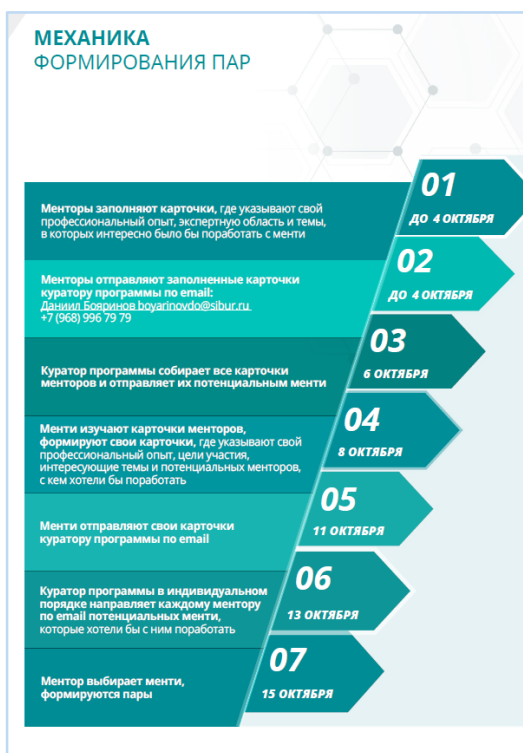 МЕХАНИКА
ФОРМИРОВАНИЯ ПАР
01
ДО 4 ОКТЯБРЯ
Менторы заполняют карточки, где указывают свой
профессиональный опыт, экспертную область и темы,
в которых интересно было бы поработать с менти
02
ДО 4 ОКТЯБРЯ
Менторы отправляют заполненные карточки
куратору программы по email:
Даниил Бояринов boyarinovdo@sibur.ru
+7 (968) 996 79 79
03
6 ОКТЯБРЯ
Куратор программы собирает все карточки
менторов и отправляет их потенциальным менти
04
8 ОКТЯБРЯ
Менти изучают карточки менторов,
формируют свои карточки, где указывают свой
профессиональный опыт, цели участия,
интересующие темы и потенциальных менторов,
с кем хотели бы поработать
05
11 ОКТЯБРЯ
Менти отправляют свои карточки
куратору программы по email
06
13 ОКТЯБРЯ
Куратор программы в индивидуальном
порядке направляет каждому ментору
по email потенциальных менти,
которые хотели бы с ним поработать
07
15 ОКТЯБРЯ
Ментор выбирает менти,
формируются пары